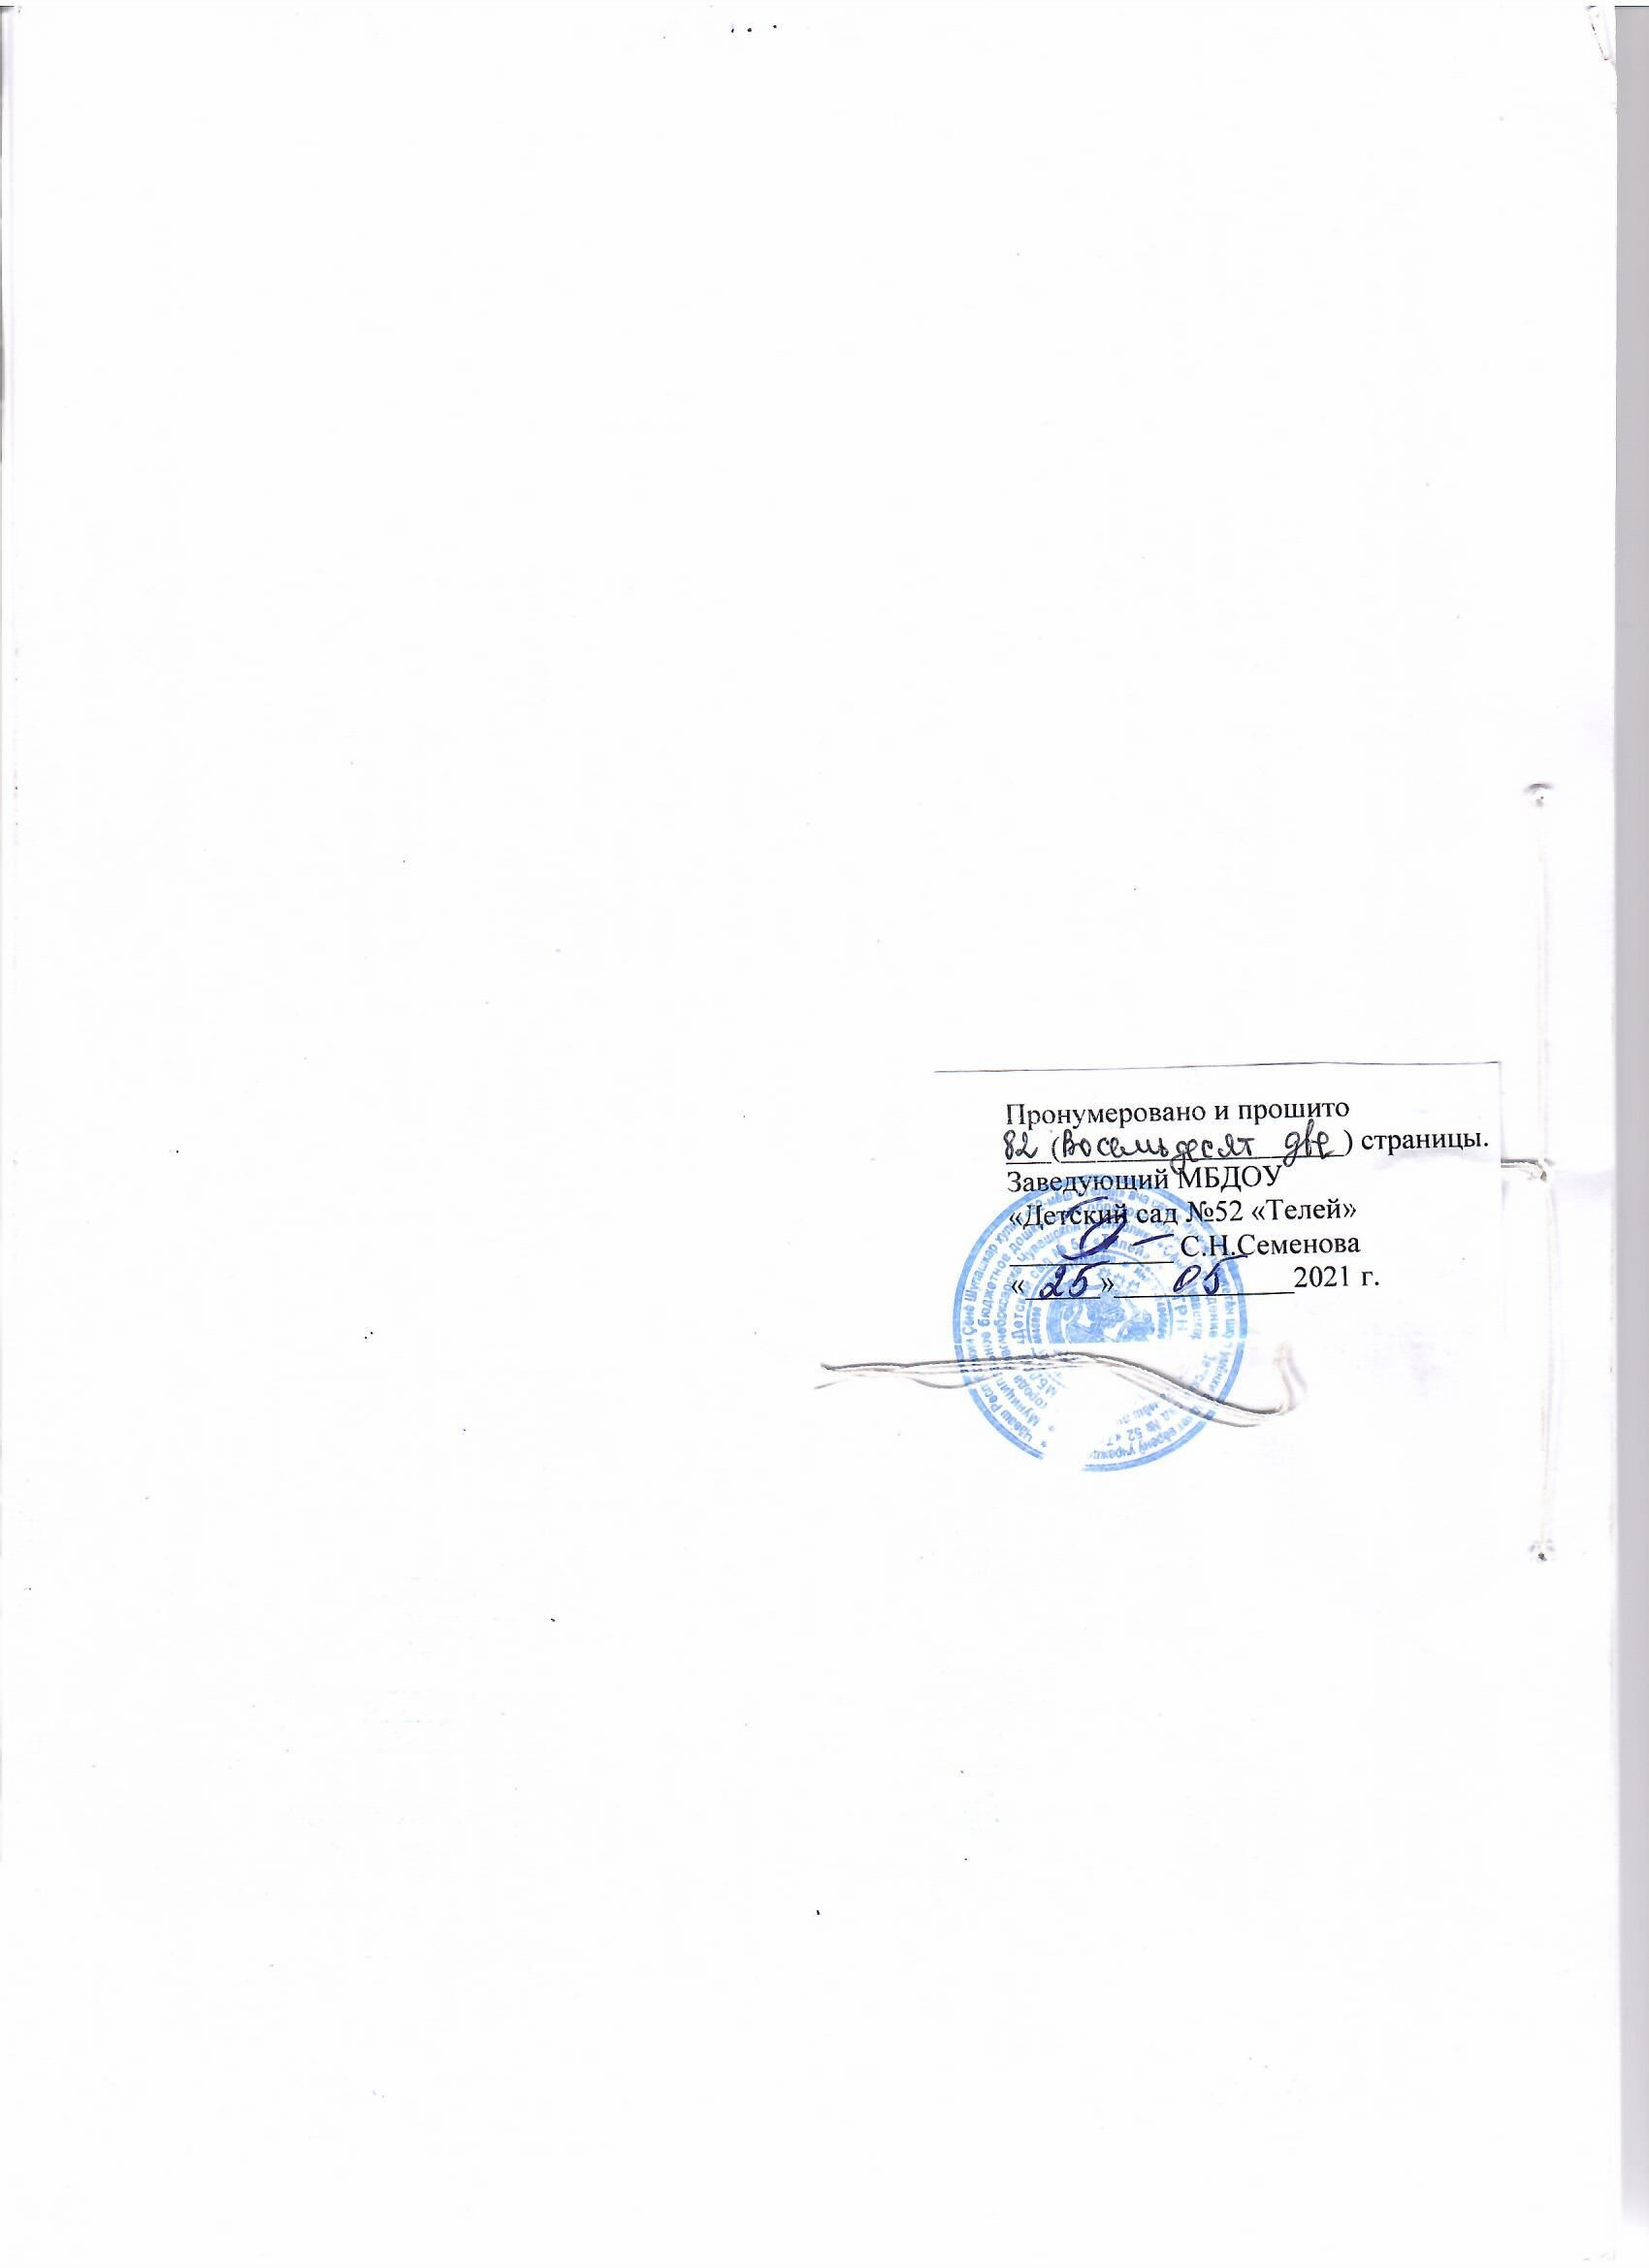 Пронумеровано и прошито
82 (Восемьдесят две) страницы.
Заведующий МБДОУ
«Детский сад №52 «Телей»
С.Н.Семенова
«25» 05 2021 г.